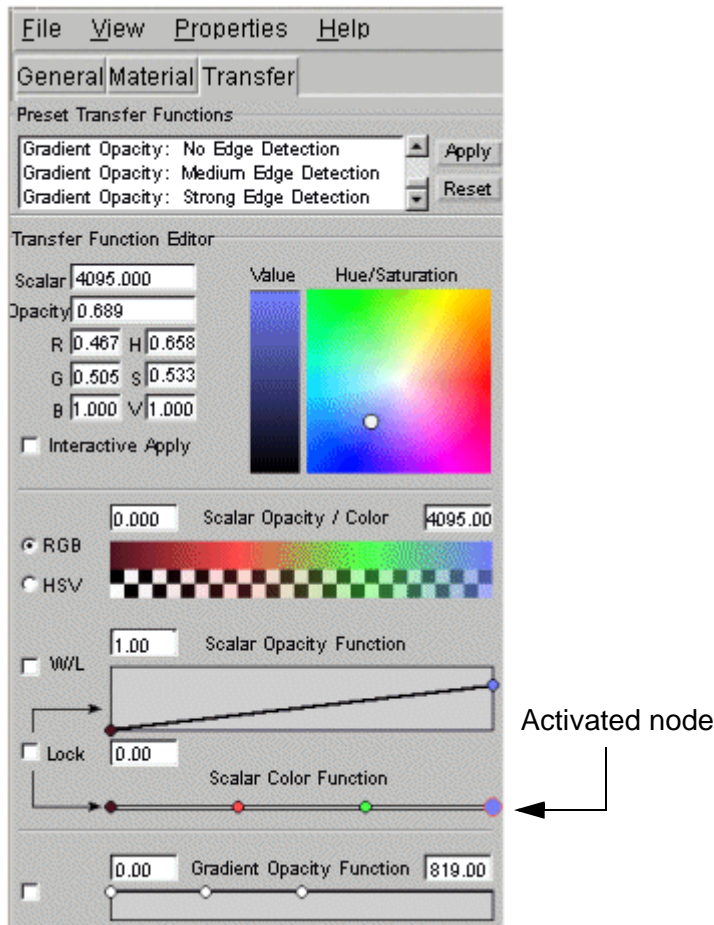 File View Properties Help
General Material Transfer
Preset Transfer Functions
Gradient Opacity: No Edge Detection
Gradient Opacity: Medium Edge Detection
Gradient Opacity: Strong Edge Detection
Apply
Reset
Transfer Function Editor
Scalar 4095.000
Opacity 0.689
R 0.467 H 0.658
G 0.505 S 0.533
B 1.000 V 1.000
Interactive Apply
Value Hue/Saturation
0.000 Scalar Opacity / Color 4095.00
RGB
HSV
1.00 Scalar Opacity Function
W/L
Lock 0.00
Scalar Color Function
Activated node
0.00 Gradient Opacity Function 819.00